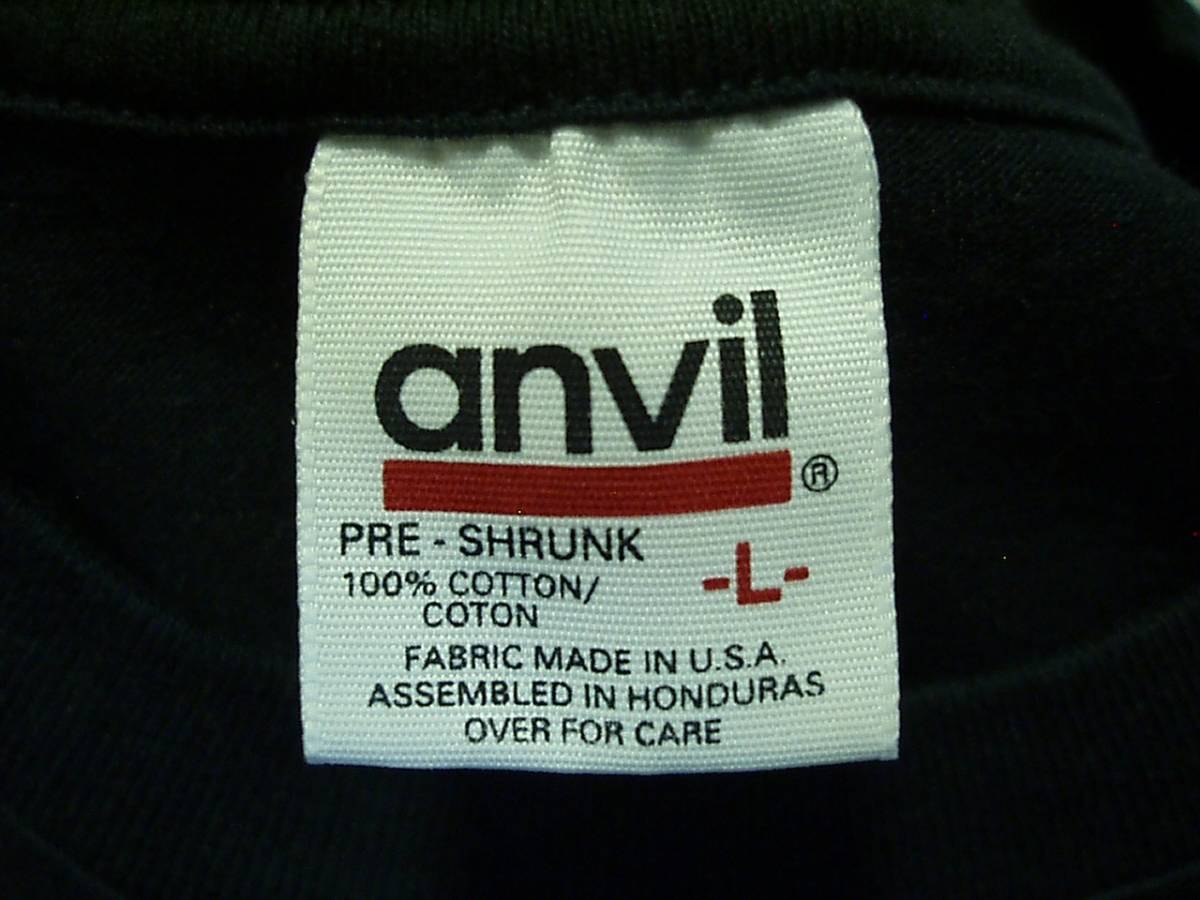 anvil ®
PRE - SHRUNK
-L-
100% COTTON/
COTON
FABRIC MADE IN U.S.A.
ASSEMBLED IN HONDURAS
OVER FOR CARE